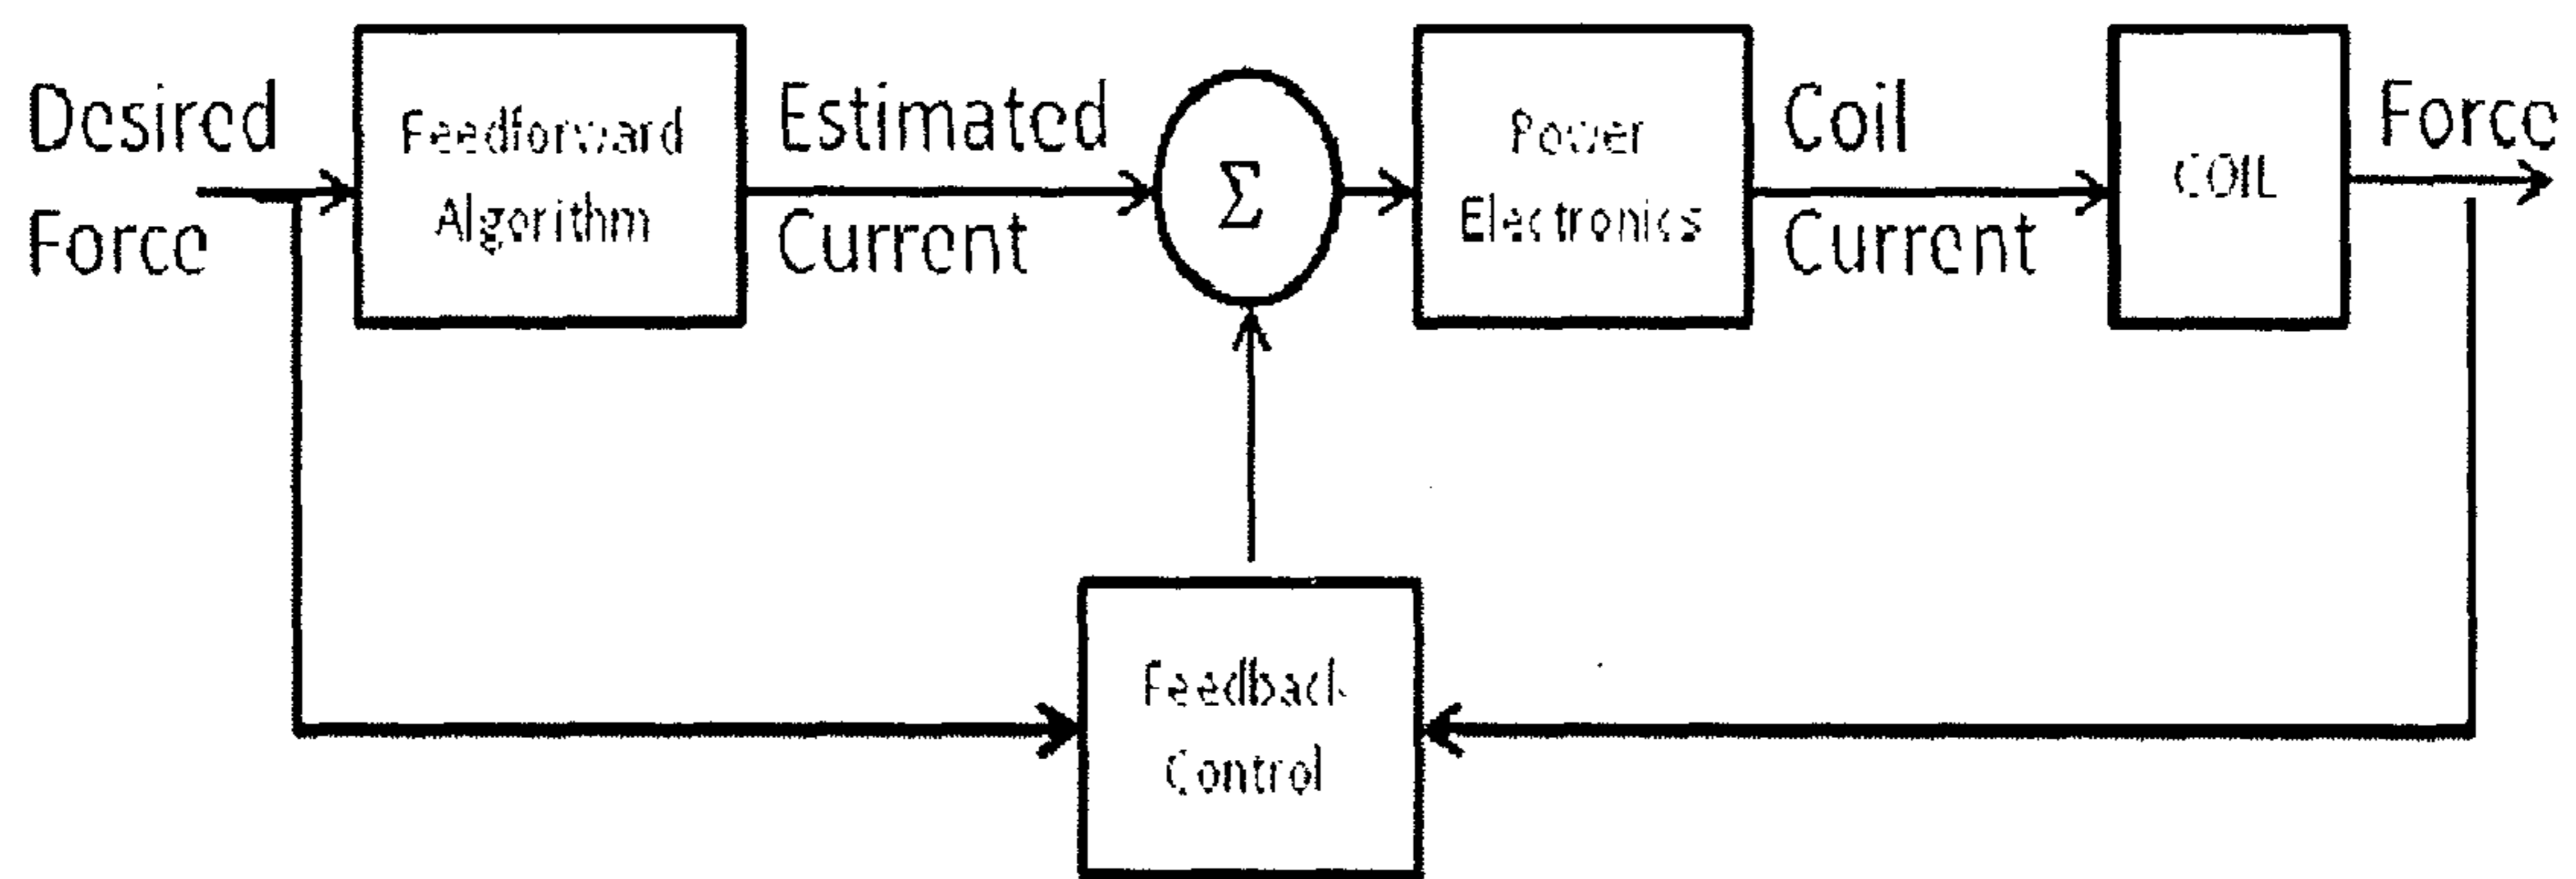 Desired
Force
Feedforward
Algorithm
Estimated
Current
Σ
Power
Electronics
Coil
Current
COIL
Force
Feedback
Control